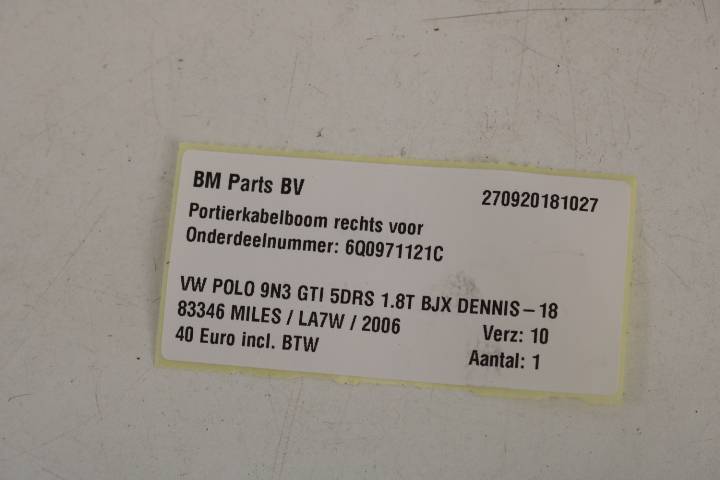 BM Parts BV 270920181027
Portierkabelboom rechts voor
Onderdeelnummer: 6Q0971121C
VW POLO 9N3 GTI 5DRS 1.8T BJX DENNIS-18
83346 MILES / LA7W / 2006 Verz: 10
40 Euro incl. BTW Aantal: 1